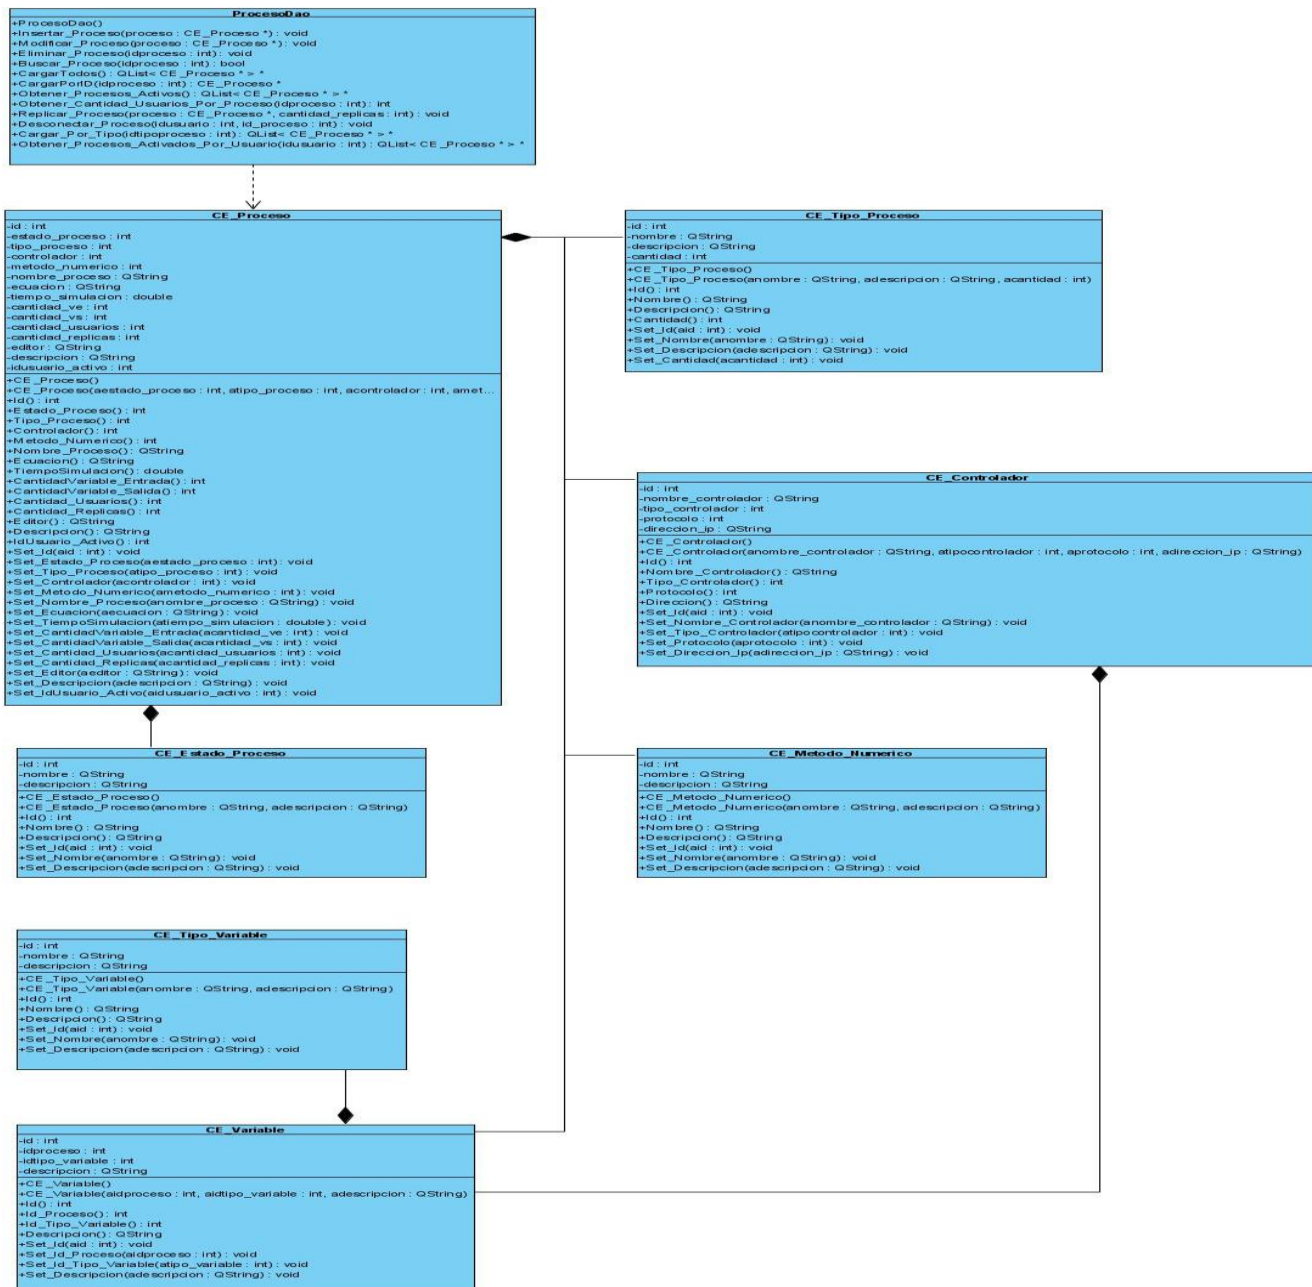 ProcesoDao
+ProcesoDao()
+Insertar_Proceso(proceso : CE_Proceso *) : void
+Modificar_Proceso(proceso : CE_Proceso *) : void
+Eliminar_Proceso(idproceso : int) : void
+Buscar_Proceso(idproceso : int) : bool
+CargarTodos() : QList< CE_Proceso * > *
+CargarPorID(idproceso : int) : CE_Proceso *
+Obtener_Procesos_Activos() : QList< CE_Proceso * > *
+Obtener_Cantidad_Usuarios_Por_Proceso(idproceso : int) : int
+Replicar_Proceso(proceso : CE_Proceso *, cantidad_replicas : int) : void
+Desconectar_Proceso(idusuario : int, id_proceso : int) : void
+Cargar_Por_Tipo(idtipoproceso : int) : QList< CE_Proceso * > *
+Obtener_Procesos_Activados_Por_Usuario(idusuario : int) : QList< CE_Proceso * > *
CE_Proceso
-id : int
-estado_proceso : int
-tipo_proceso : int
-controlador : int
-metodo_numerico : int
-nombre_proceso : QString
-ecuacion : QString
-tiempo_simulacion : double
-cantidad_ve : int
-cantidad_vs : int
-cantidad_usuarios : int
-cantidad_replicas : int
-editor : QString
-descripcion : QString
-idusuario_activo : int
+CE_Proceso()
+CE_Proceso(aestado_proceso : int, atipo_proceso : int, acontrolador : int, amet...
+Id() : int
+Estado_Proceso() : int
+Tipo_Proceso() : int
+Controlador() : int
+Metodo_Numerico() : int
+Nombre_Proceso() : QString
+Ecuacion() : QString
+TiempoSimulacion() : double
+CantidadVariable_Entrada() : int
+CantidadVariable_Salida() : int
+Cantidad_Usuarios() : int
+Cantidad_Replicas() : int
+Editor() : QString
+Descripcion() : QString
+IdUsuario_Activo() : int
+Set_Id(aid : int) : void
+Set_Estado_Proceso(aestado_proceso : int) : void
+Set_Tipo_Proceso(atipo_proceso : int) : void
+Set_Controlador(acontrolador : int) : void
+Set_Metodo_Numerico(ametodo_numerico : int) : void
+Set_Nombre_Proceso(anombre_proceso : QString) : void
+Set_Ecuacion(aecuacion : QString) : void
+Set_TiempoSimulacion(atiempo_simulacion : double) : void
+Set_CantidadVariable_Entrada(acantidad_ve : int) : void
+Set_CantidadVariable_Salida(acantidad_vs : int) : void
+Set_Cantidad_Usuarios(acantidad_usuarios : int) : void
+Set_Cantidad_Replicas(acantidad_replicas : int) : void
+Set_Editor(aeditor : QString) : void
+Set_Descripcion(adescripcion : QString) : void
+Set_IdUsuario_Activo(aidusuario_activo : int) : void
CE_Tipo_Proceso
-id : int
-nombre : QString
-descripcion : QString
-cantidad : int
+CE_Tipo_Proceso()
+CE_Tipo_Proceso(anombre : QString, adescripcion : QString, acantidad : int)
+Id() : int
+Nombre() : QString
+Descripcion() : QString
+Cantidad() : int
+Set_Id(aid : int) : void
+Set_Nombre(anombre : QString) : void
+Set_Descripcion(adescripcion : QString) : void
+Set_Cantidad(acantidad : int) : void
CE_Controlador
-id : int
-nombre_controlador : QString
-tipo_controlador : int
-protocolo : int
-direccion_ip : QString
+CE_Controlador()
+CE_Controlador(anombre_controlador : QString, atipocontrolador : int, aprotocolo : int, adireccion_ip : QString)
+Id() : int
+Nombre_Controlador() : QString
+Tipo_Controlador() : int
+Protocolo() : int
+Direccion() : QString
+Set_Id(aid : int) : void
+Set_Nombre_Controlador(anombre_controlador : QString) : void
+Set_Tipo_Controlador(atipocontrolador : int) : void
+Set_Protocolo(aprotocolo : int) : void
+Set_Direccion_Ip(adireccion_ip : QString) : void
CE_Estado_Proceso
-id : int
-nombre : QString
-descripcion : QString
+CE_Estado_Proceso()
+CE_Estado_Proceso(anombre : QString, adescripcion : QString)
+Id() : int
+Nombre() : QString
+Descripcion() : QString
+Set_Id(aid : int) : void
+Set_Nombre(anombre : QString) : void
+Set_Descripcion(adescripcion : QString) : void
CE_Metodo_Numerico
-id : int
-nombre : QString
-descripcion : QString
+CE_Metodo_Numerico()
+CE_Metodo_Numerico(anombre : QString, adescripcion : QString)
+Id() : int
+Nombre() : QString
+Descripcion() : QString
+Set_Id(aid : int) : void
+Set_Nombre(anombre : QString) : void
+Set_Descripcion(adescripcion : QString) : void
CE_Tipo_Variable
-id : int
-nombre : QString
-descripcion : QString
+CE_Tipo_Variable()
+CE_Tipo_Variable(anombre : QString, adescripcion : QString)
+Id() : int
+Nombre() : QString
+Descripcion() : QString
+Set_Id(aid : int) : void
+Set_Nombre(anombre : QString) : void
+Set_Descripcion(adescripcion : QString) : void
CE_Variable
-id : int
-idproceso : int
-idtipo_variable : int
-descripcion : QString
+CE_Variable()
+CE_Variable(aidproceso : int, aidtipo_variable : int, adescripcion : QString)
+Id() : int
+Id_Proceso() : int
+Id_Tipo_Variable() : int
+Descripcion() : QString
+Set_Id(aid : int) : void
+Set_Id_Proceso(aidproceso : int) : void
+Set_Id_Tipo_Variable(atipo_variable : int) : void
+Set_Descripcion(adescripcion : QString) : void